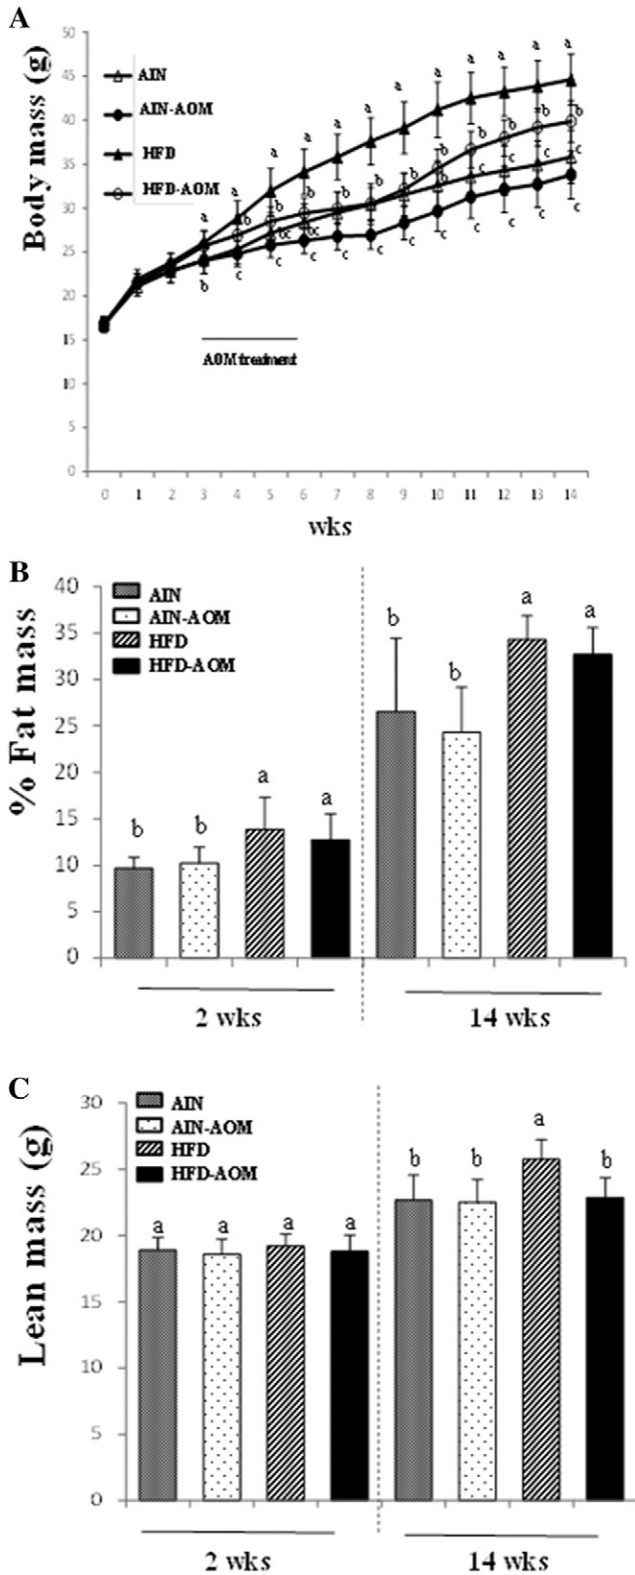 A
Body mass (g)
50
45
40
35
30
25
20
15
10
5
0
AIN
AIN-AOM
HFD
HFD-AOM
a a a a a a a a a a a a
b b b b b b b b b b b
bc bc
c c c c c c c c c c c
b
AOM treatment
0 1 2 3 4 5 6 7 8 9 10 11 12 13 14
wks
B
% Fat mass
40
35
30
25
20
15
10
5
0
AIN
AIN-AOM
HFD
HFD-AOM
b b a a b b a a
2 wks 14 wks
C
Lean mass (g)
30
25
20
15
10
5
0
AIN
AIN-AOM
HFD
HFD-AOM
a a a a b b a b
2 wks 14 wks